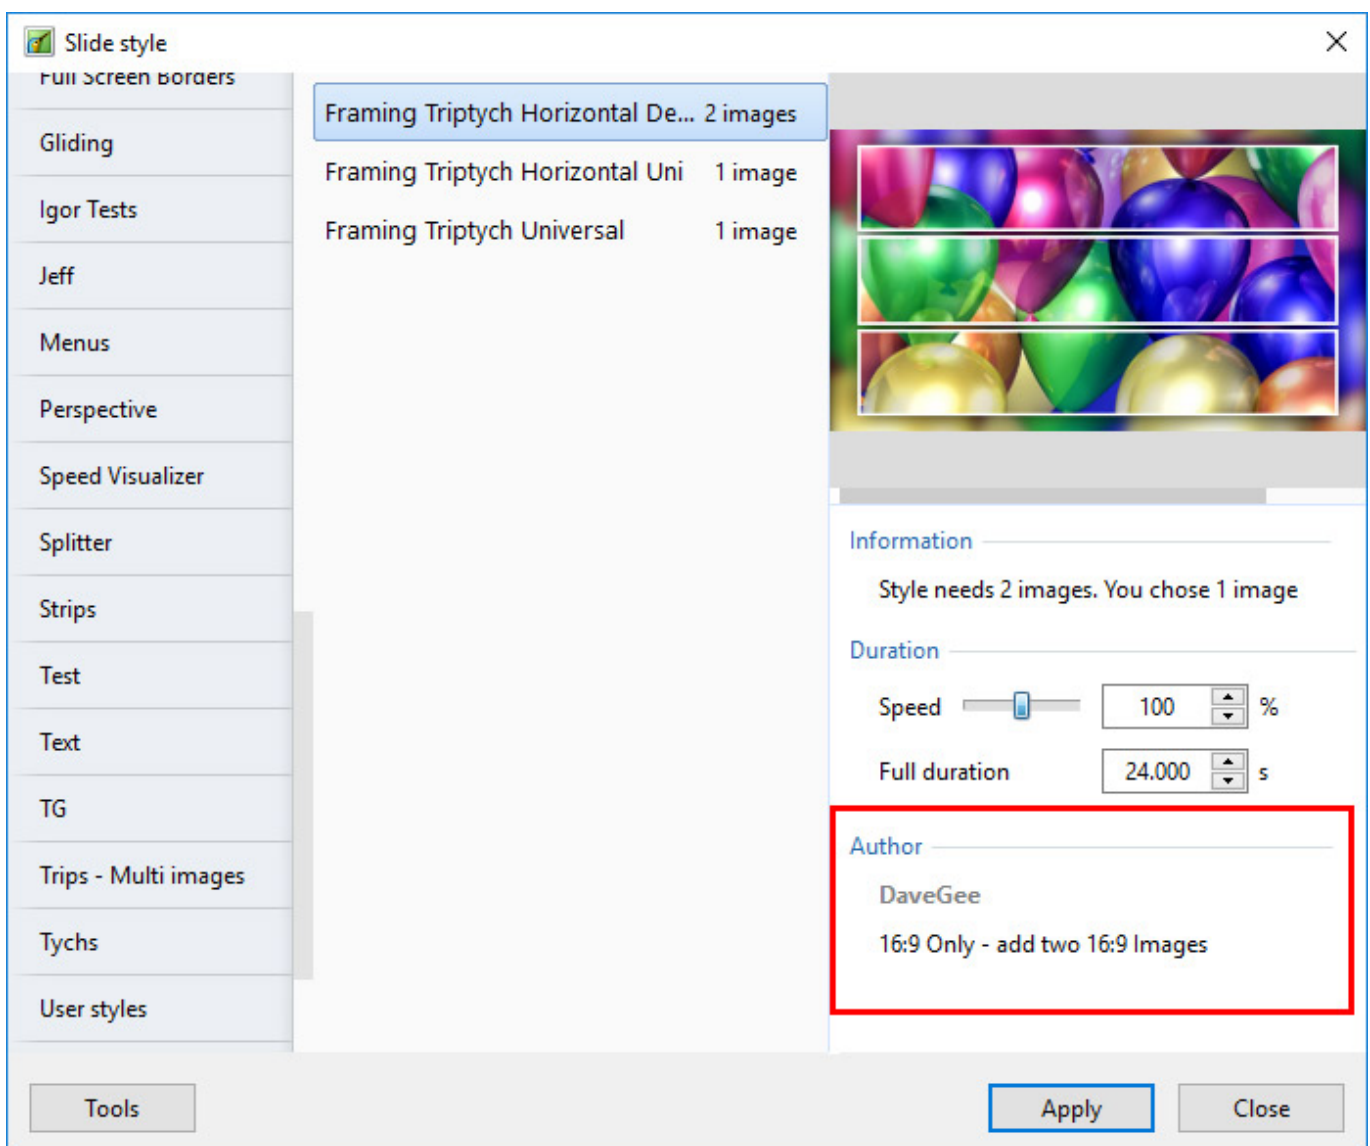 Slide style
Full Screen Borders
Gliding
Igor Tests
Jeff
Menus
Perspective
Speed Visualizer
Splitter
Strips
Test
Text
TG
Trips - Multi images
Tychs
User styles
Framing Triptych Horizontal De... 2 images
Framing Triptych Horizontal Uni 1 image
Framing Triptych Universal 1 image
Information
Style needs 2 images. You chose 1 image
Duration
Speed 100 %
Full duration 24.000 s
Author
DaveGee
16:9 Only - add two 16:9 Images
Tools
Apply
Close